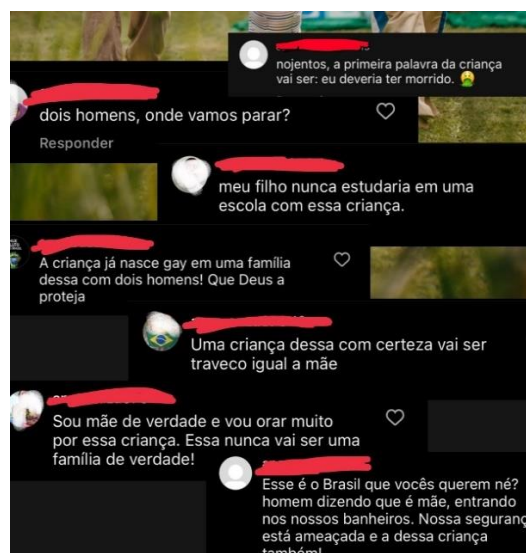 nojentos, a primeira palavra da criança
vai ser: eu deveria ter morrido. 🤮
dois homens, onde vamos parar?
Responder
meu filho nunca estudaria em uma
escola com essa criança.
A criança já nasce gay em uma família
dessa com dois homens! Que Deus a
proteja
Uma criança dessa com certeza vai ser
traveco igual a mãe
Sou mãe de verdade e vou orar muito
por essa criança. Essa nunca vai ser uma
família de verdade!
Esse é o Brasil que vocês querem né?
homem dizendo que é mãe, entrando
nos nossos banheiros. Nossa segurança
está ameaçada e a dessa criança
também!